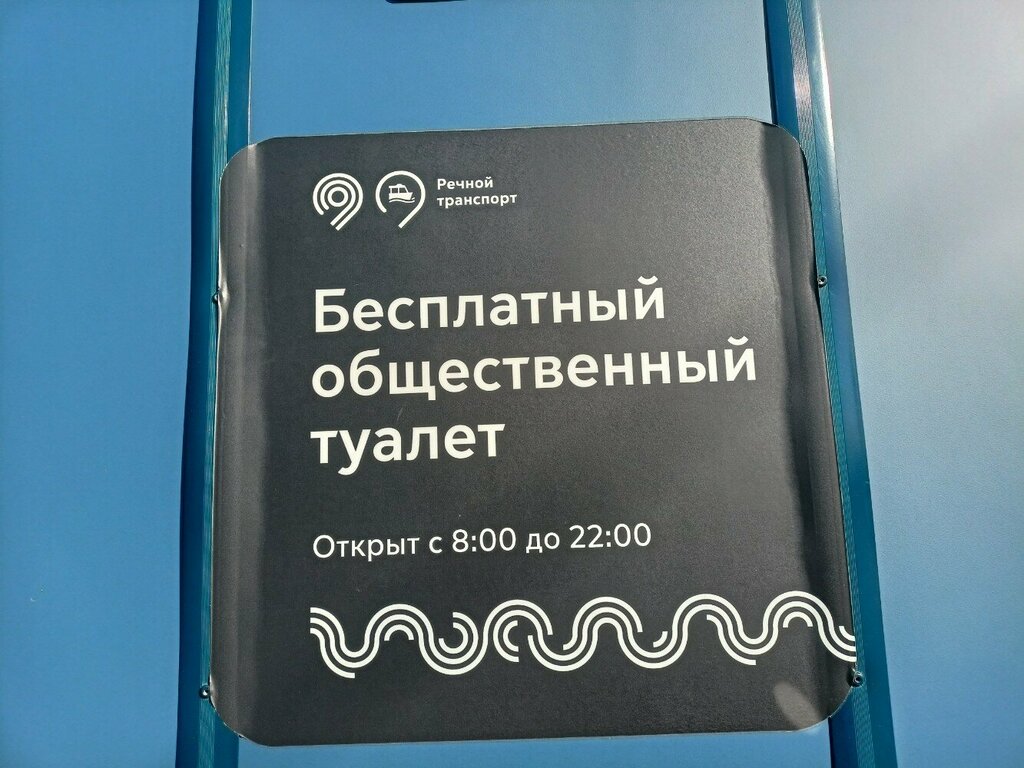 Речной
транспорт
Бесплатный
общественный
туалет
Открыт с 8:00 до 22:00